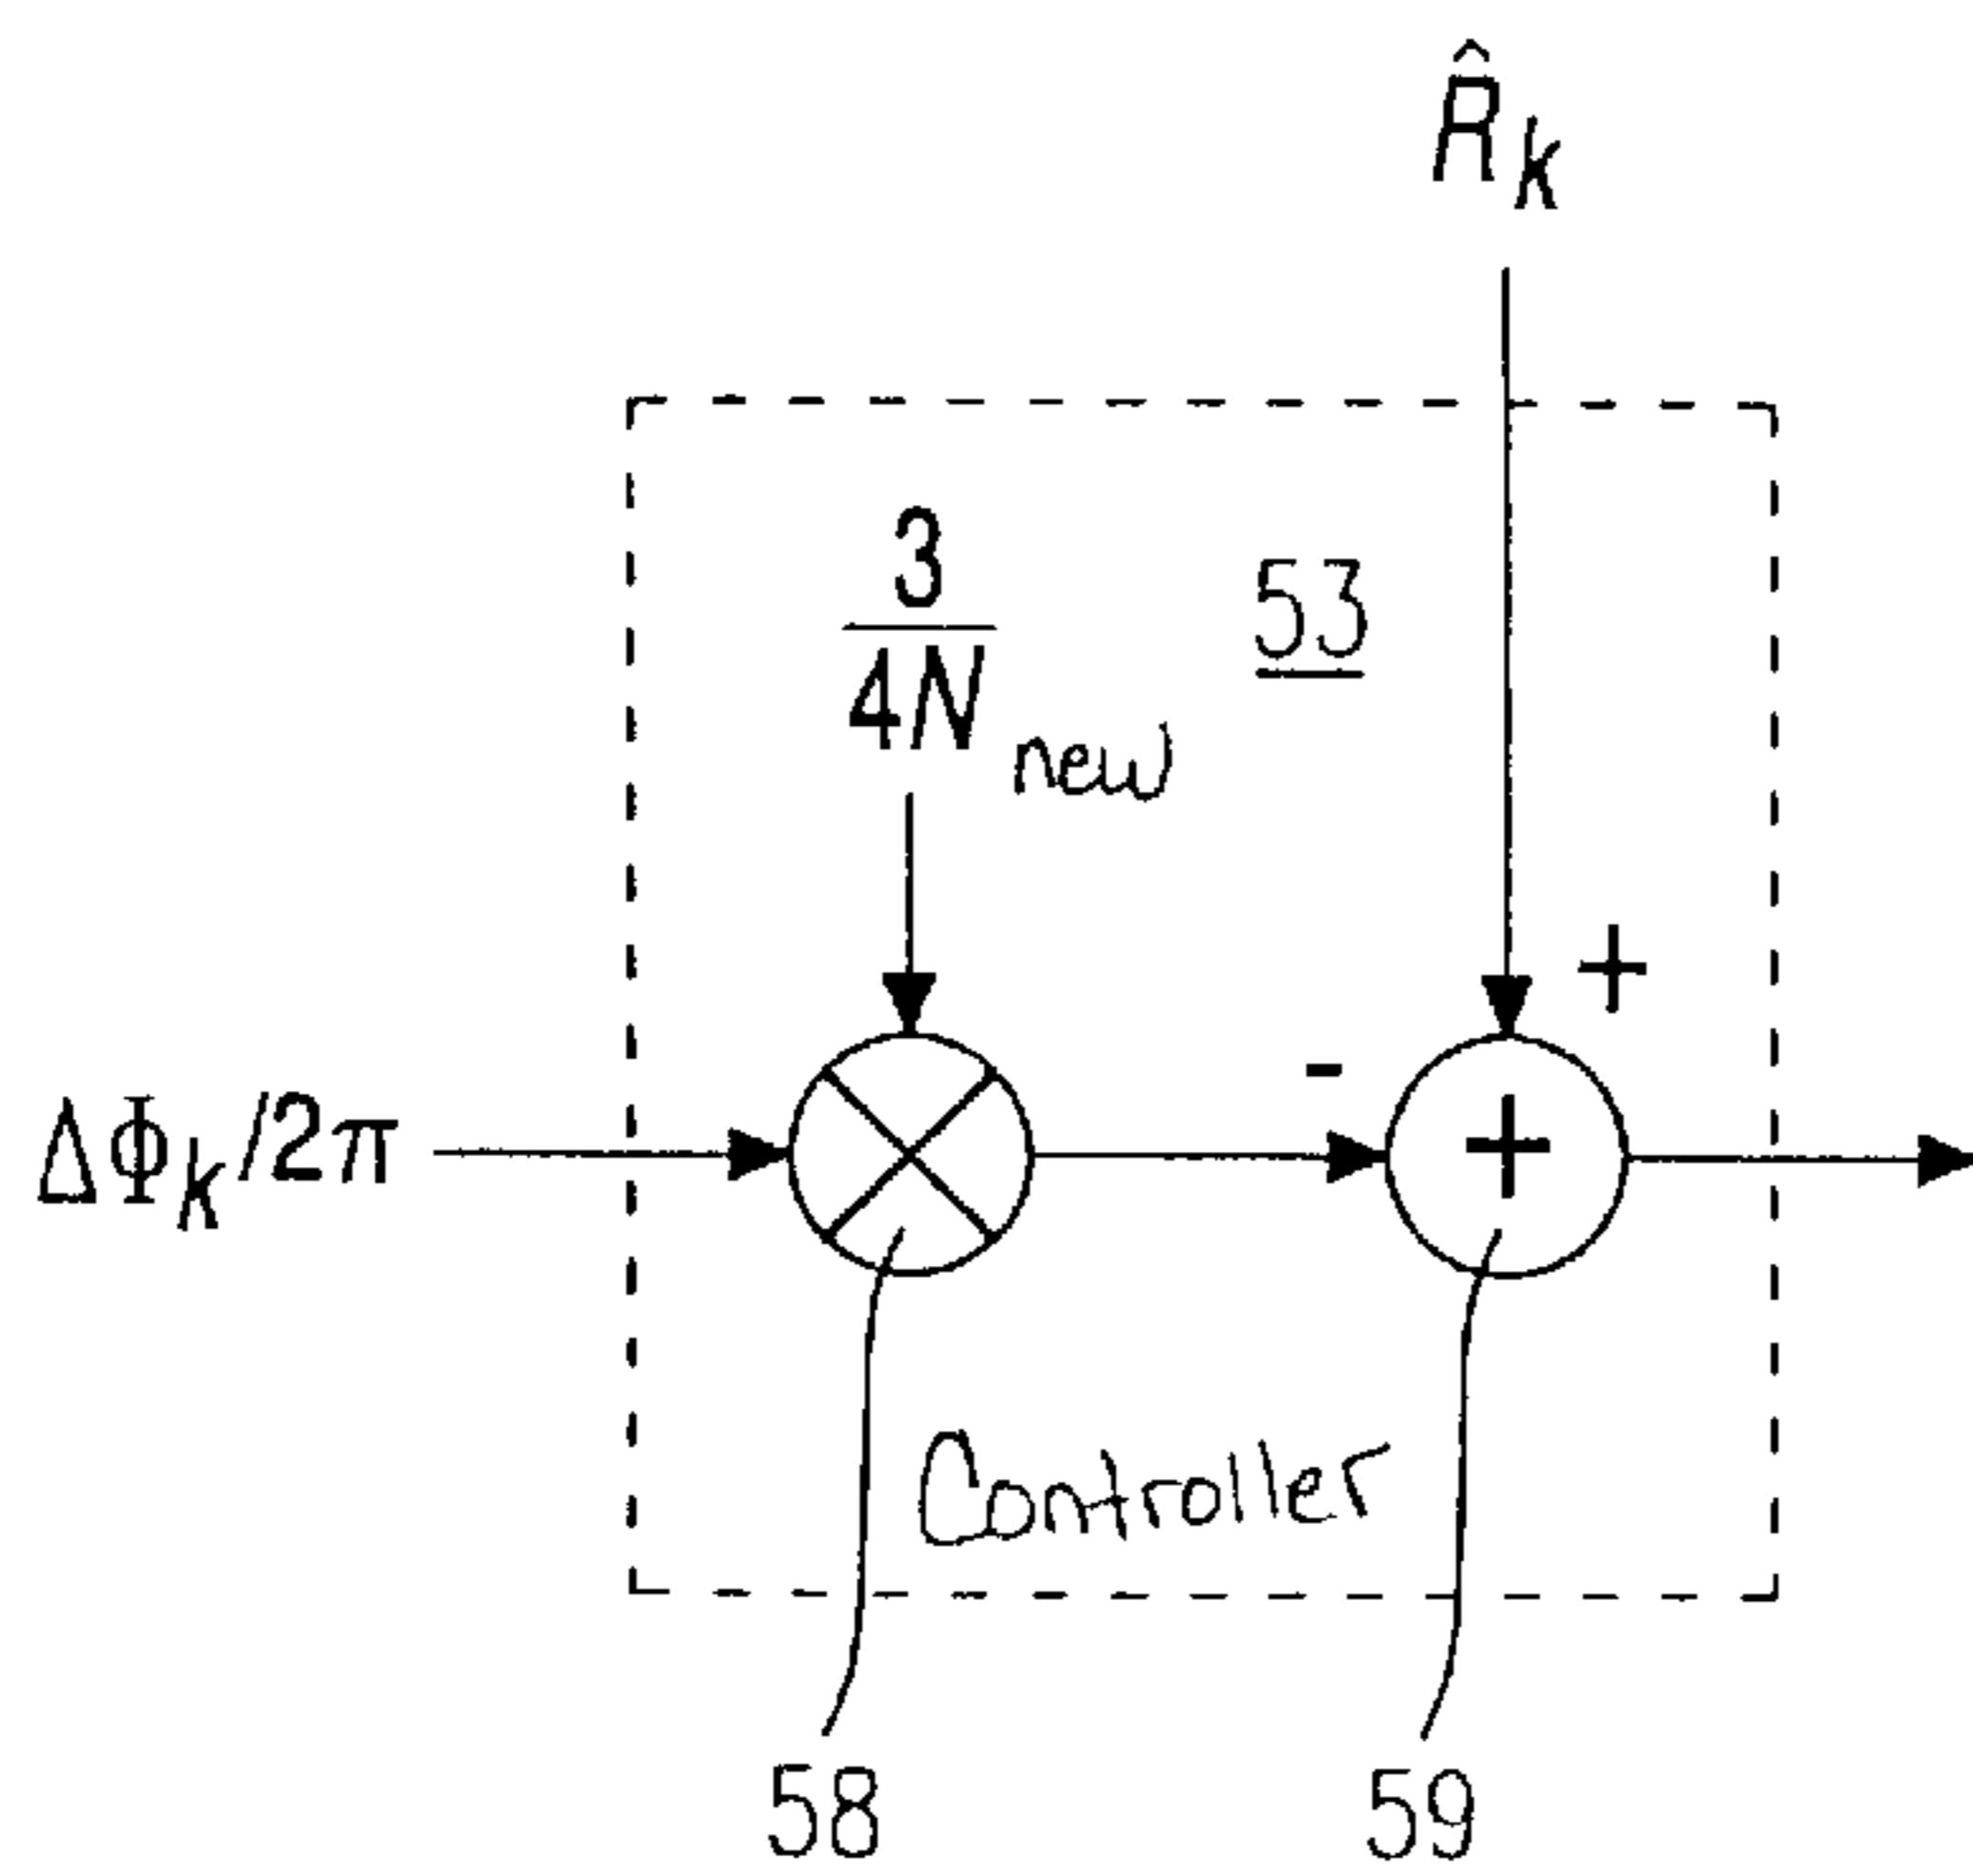 R̂k
3
53
4Nnew
+
-
ΔΦk/2π
+
Controller
58
59